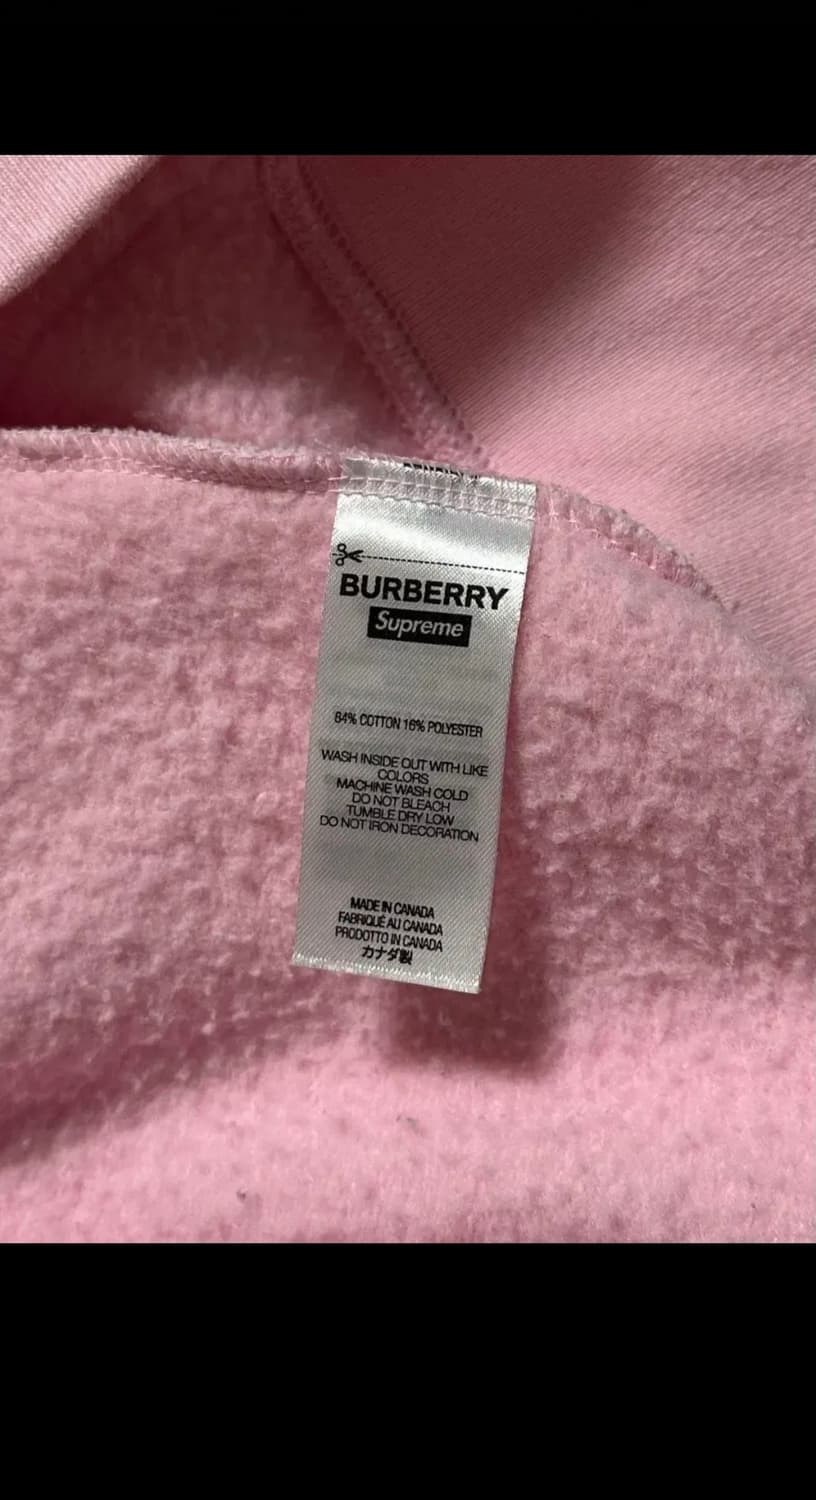 BURBERRY
Supreme
84% COTTON 16% POLYESTER
WASH INSIDE OUT WITH LIKE
COLORS
MACHINE WASH COLD
DO NOT BLEACH
TUMBLE DRY LOW
DO NOT IRON DECORATION
MADE IN CANADA
FABRIQUÉ AU CANADA
PRODOTTO IN CANADA
カナダ製